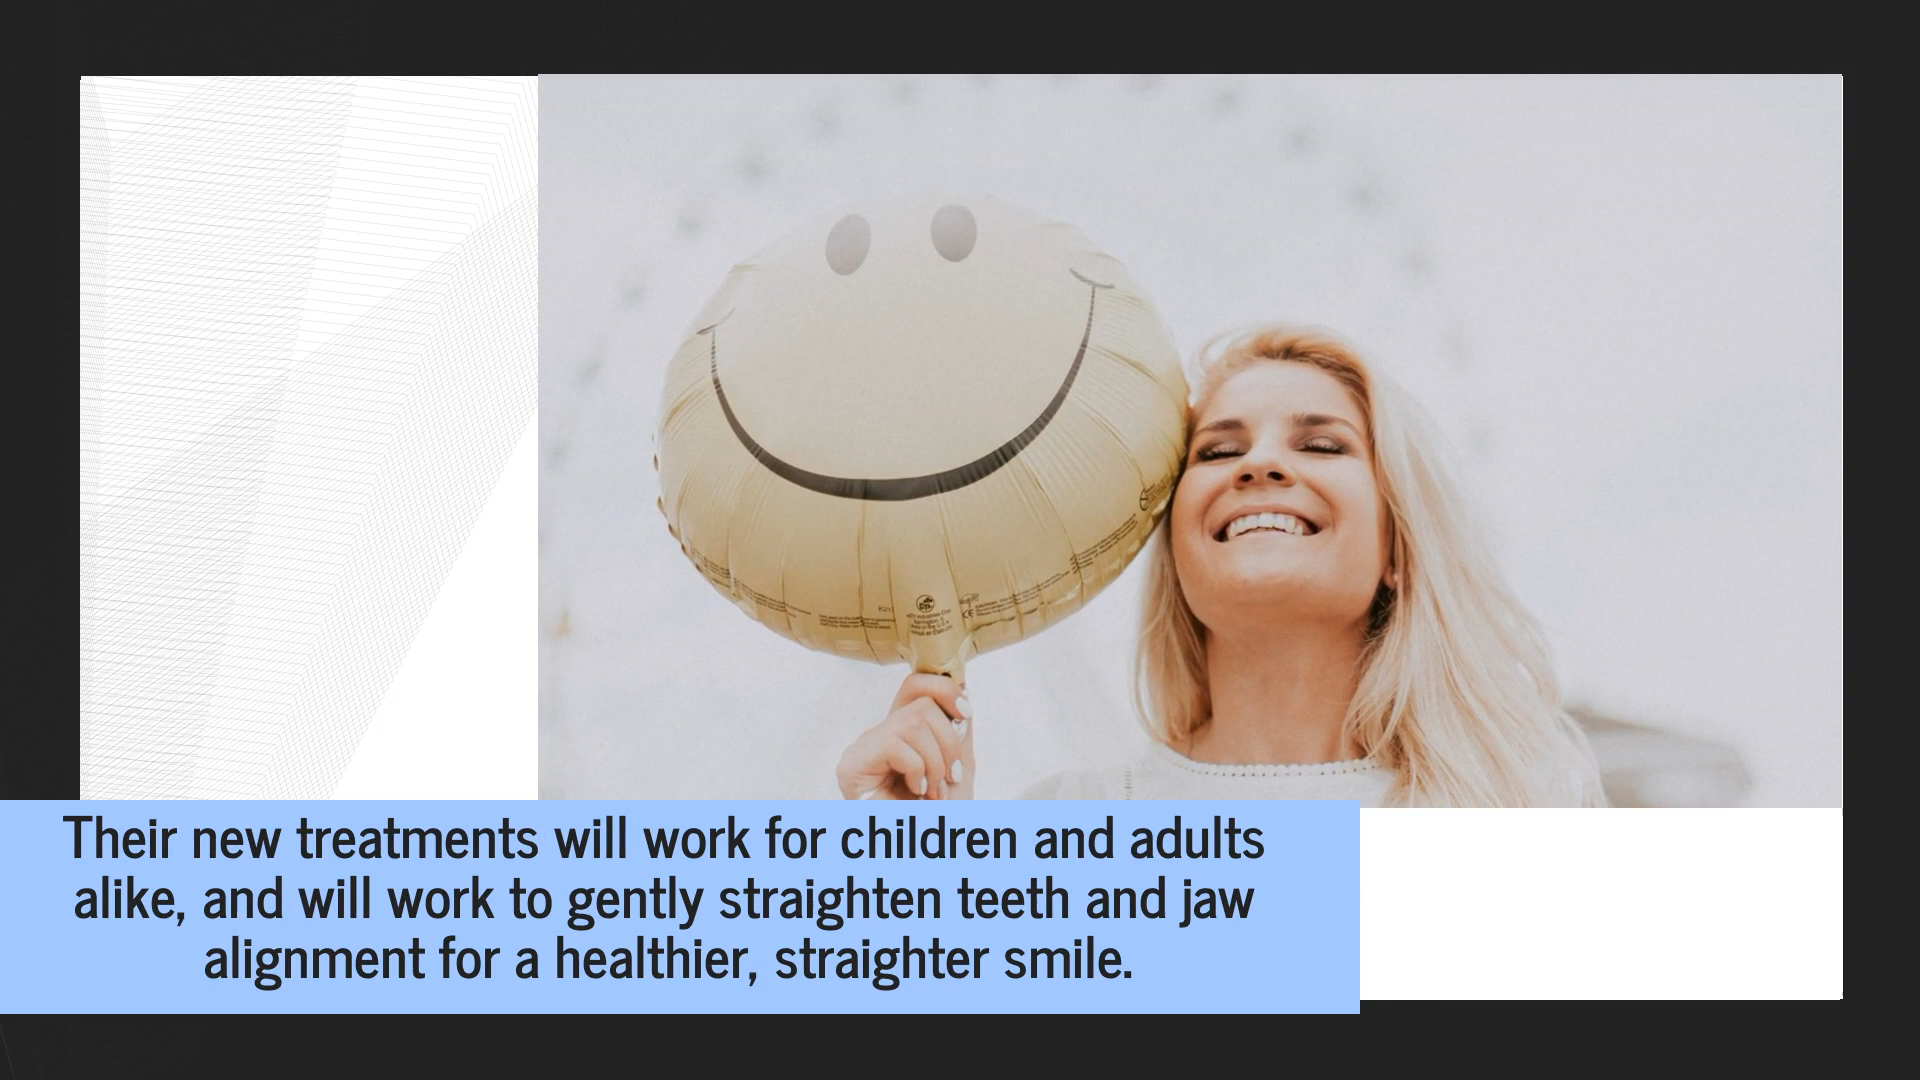 Their new treatments will work for children and adults
alike, and will work to gently straighten teeth and jaw
alignment for a healthier, straighter smile.